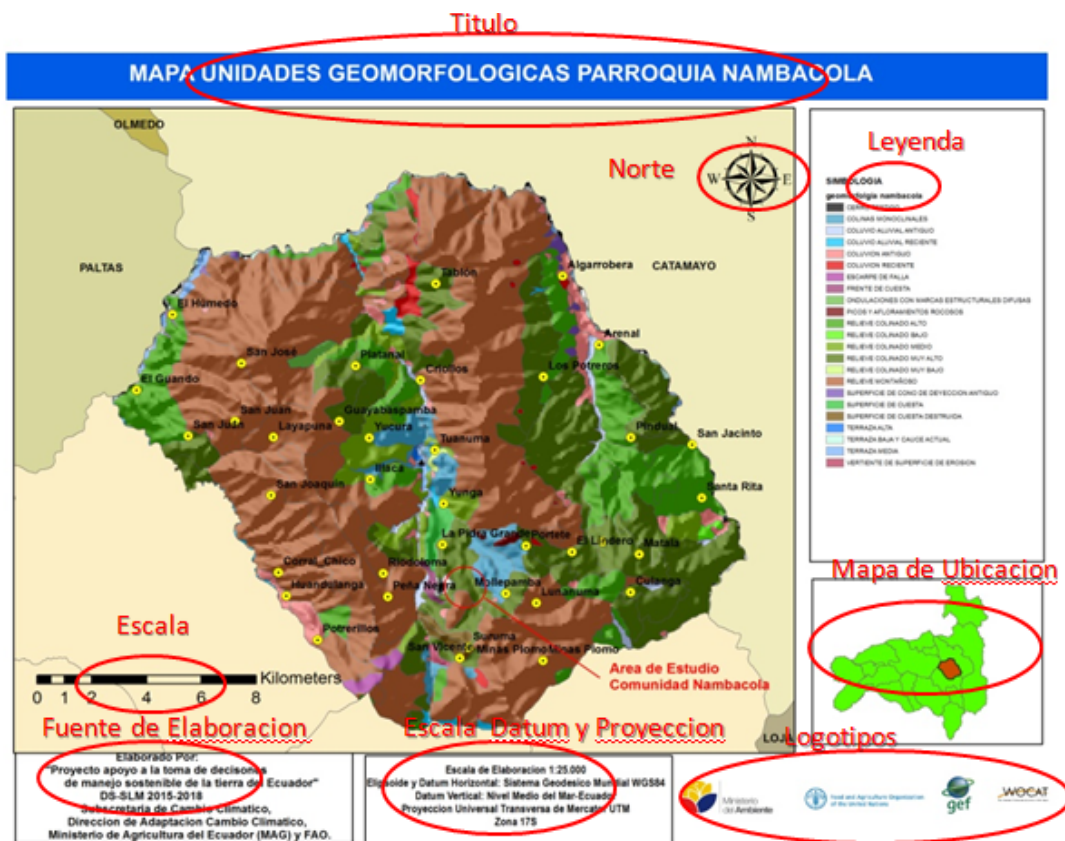 Titulo
MAPA UNIDADES GEOMORFOLOGICAS PARROQUIA NAMBACOLA
OLMEDO
Norte
N
W
E
S
PALTAS
CATAMAYO
Tablón
Algarrobera
El Húmedo
Arenal
San José
Platanal
Criollos
Los Potreros
El Guando
Guayabaspamba
San Juan
San Juan
Layapuna
Yucura
Tuanuma
Pindual
San Jacinto
Illaca
San Joaquin
Yunga
Santa Rita
La Pidra Grande
Portete
El Lindero
Matala
Corral_Chico
Riodoloma
Huandulanga
Peña Negra
Mollepamba
Lunanuma
Culanga
Potrerillos
Suruma
San Vicente
Minas Plomo
Minas Plomo
Area de Estudio
Comunidad Nambacola
LOJA
Escala
0 1 2 4 6 8
Kilometers
Leyenda
SIMBOLOGIA
geomorfolgia nambacola
COLINAS MONOCLINALES
COLUVIO ALUVIAL ANTIGUO
COLUVIO ALUVIAL RECIENTE
COLUVION ANTIGUO
COLUVION RECIENTE
ESCARPE DE FALLA
FRENTE DE CUESTA
ONDULACIONES CON MARCAS ESTRUCTURALES DIFUSAS
PICOS Y AFLORAMIENTOS ROCOSOS
RELIEVE COLINADO ALTO
RELIEVE COLINADO BAJO
RELIEVE COLINADO MEDIO
RELIEVE COLINADO MUY ALTO
RELIEVE COLINADO MUY BAJO
RELIEVE MONTAÑOSO
SUPERFICIE DE CONO DE DEYECCION ANTIGUO
SUPERFICIE DE CUESTA
SUPERFICIE DE CUESTA DESTRUIDA
TERRAZA ALTA
TERRAZA BAJA Y CAUCE ACTUAL
TERRAZA MEDIA
VERTIENTE DE SUPERFICIE DE EROSION
Mapa de Ubicacion
Fuente de Elaboracion
Elaborado Por:
"Proyecto apoyo a la toma de decisones
de manejo sostenible de la tierra del Ecuador"
DS-SLM 2015-2018
Subscretaria de Cambio Climatico,
Direccion de Adaptacion Cambio Climatico,
Ministerio de Agricultura del Ecuador (MAG) y FAO.
Escala Datum y Proyeccion
Escala de Elaboracion 1:25.000
Elipsoide y Datum Horizontal: Sistema Geodesico Mundial WGS84
Datum Vertical: Nivel Medio del Mar-Ecuador
Proyeccion Universal Transversa de Mercator UTM
Zona 17S
Logotipos
Ministerio
del Ambiente
Food and Agriculture Organization
of the United Nations
gef
WOCAT